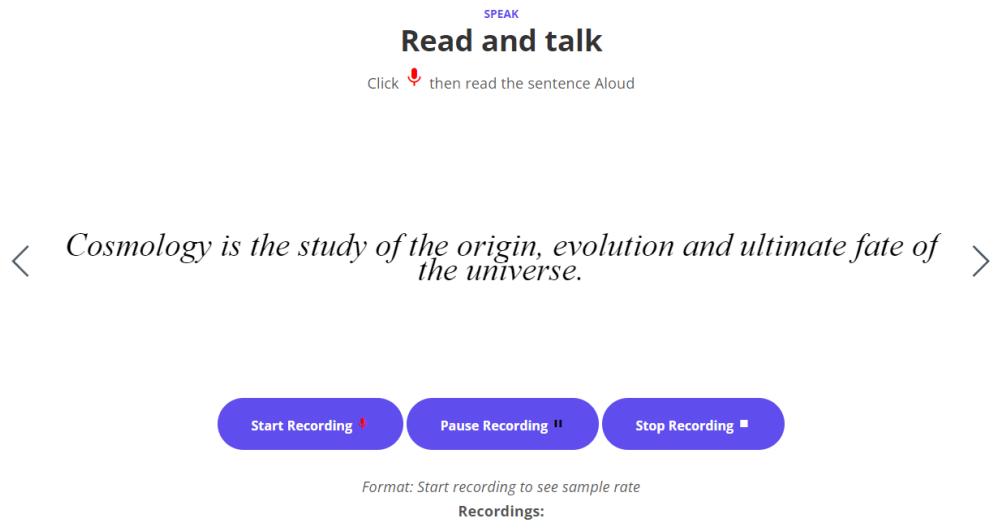 SPEAK
Read and talk
Click then read the sentence Aloud
Cosmology is the study of the origin, evolution and ultimate fate of
the universe.
Start Recording
Pause Recording
Stop Recording
Format: Start recording to see sample rate
Recordings: